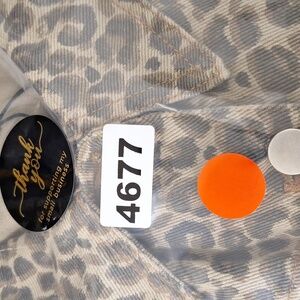 thank
you
for supporting my
small business
4677